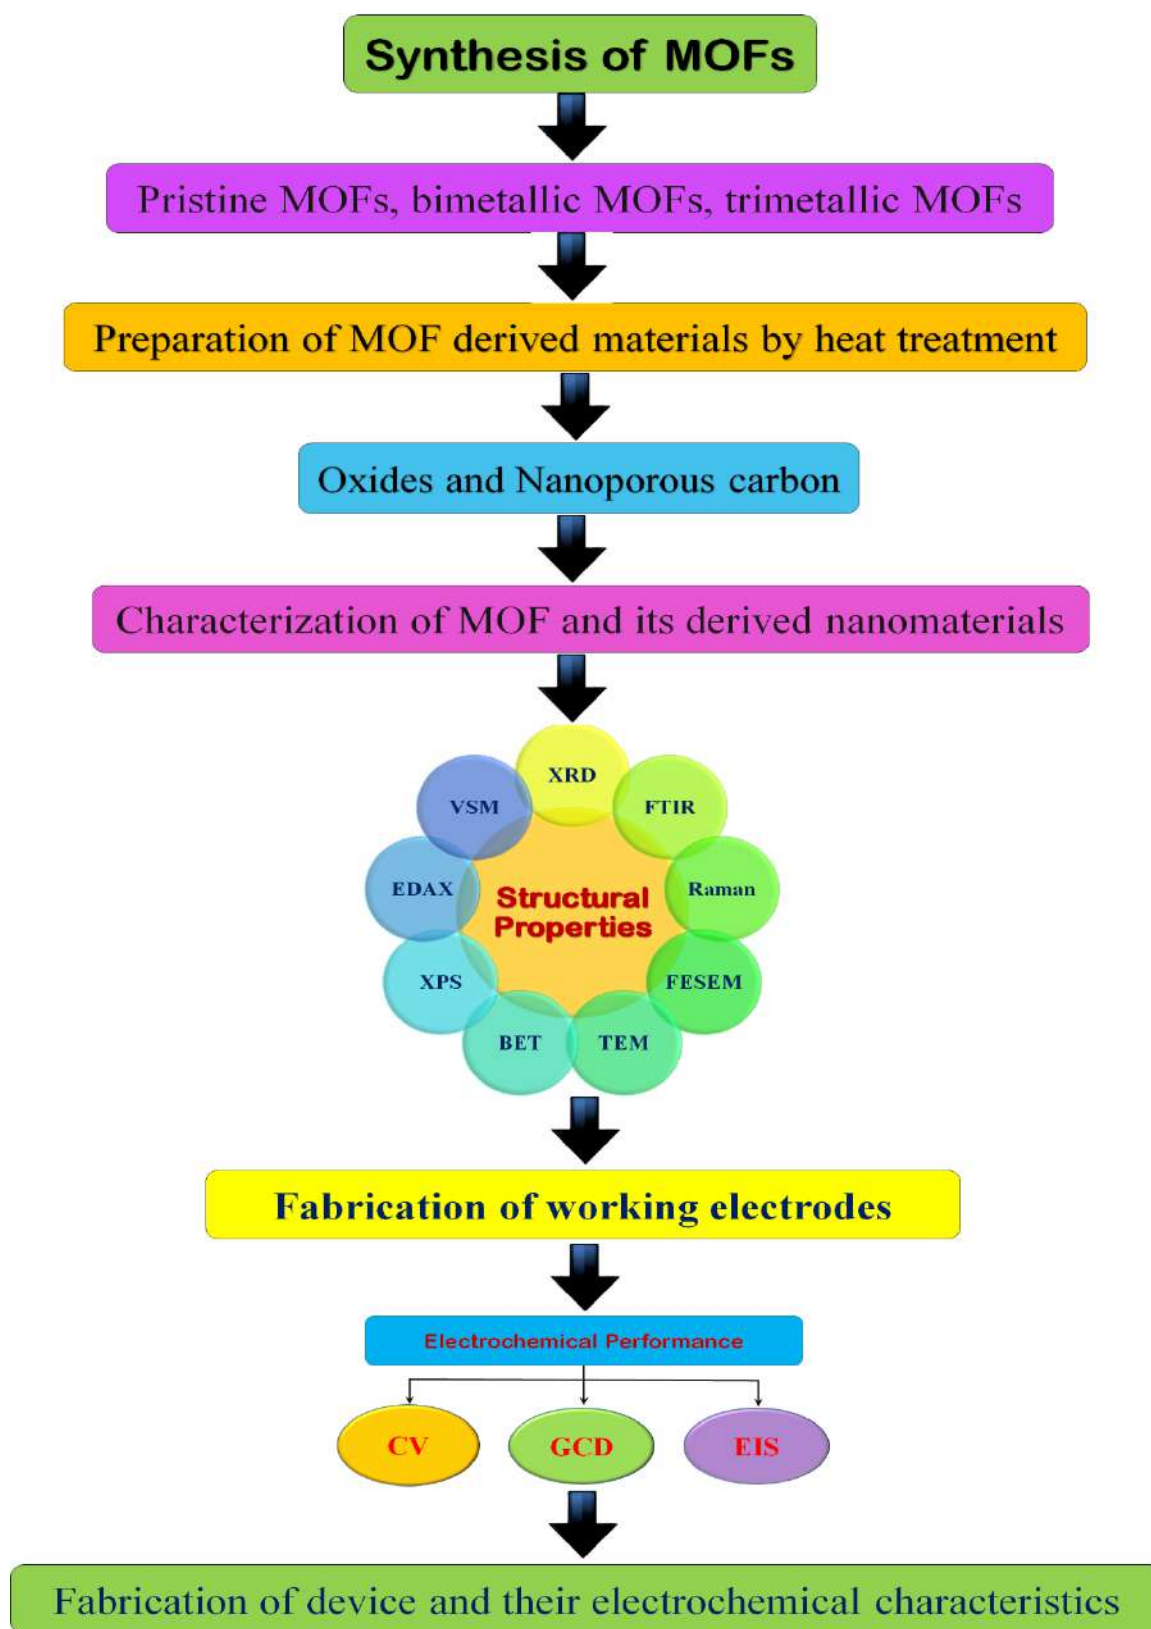 Synthesis of MOFs
Pristine MOFs, bimetallic MOFs, trimetallic MOFs
Preparation of MOF derived materials by heat treatment
Oxides and Nanoporous carbon
Characterization of MOF and its derived nanomaterials
XRD
FTIR
Raman
FESEM
TEM
BET
XPS
EDAX
VSM
Structural
Properties
Fabrication of working electrodes
Electrochemical Performance
CV
GCD
EIS
Fabrication of device and their electrochemical characteristics